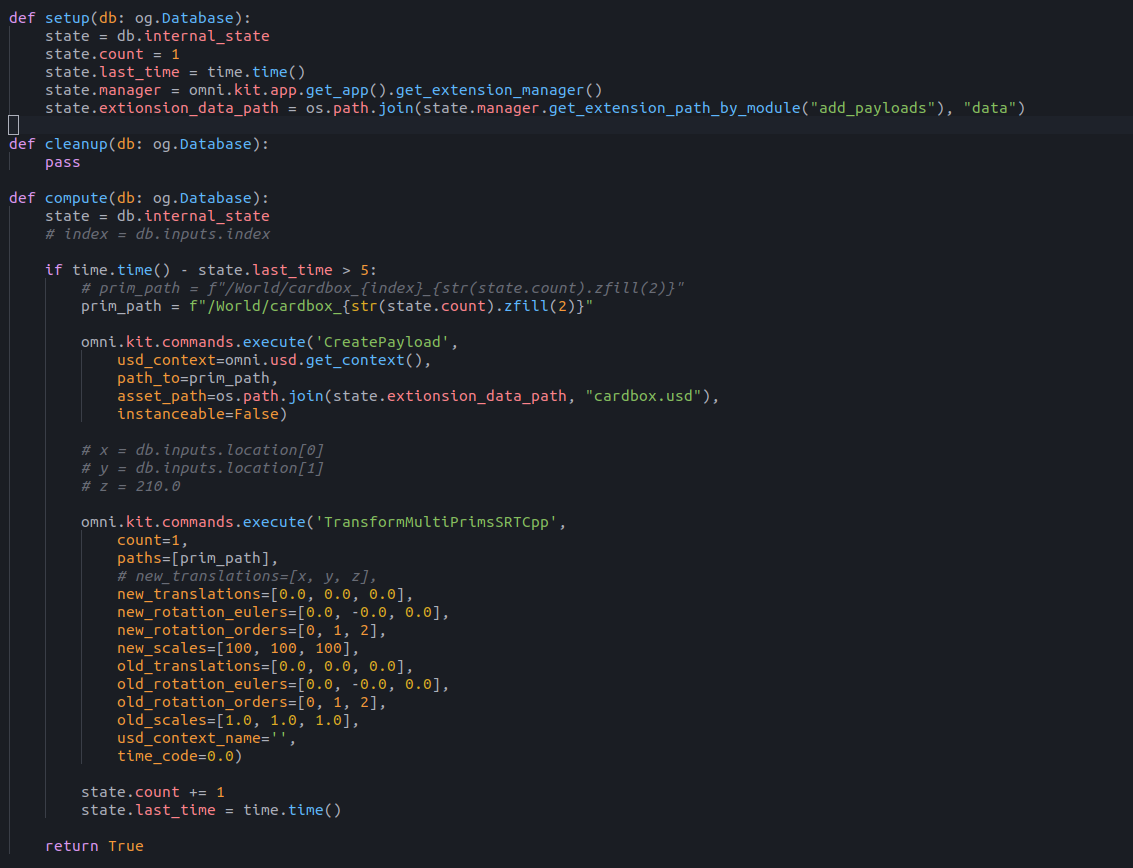 def setup(db: og.Database):
    state = db.internal_state
    state.count = 1
    state.last_time = time.time()
    state.manager = omni.kit.app.get_app().get_extension_manager()
    state.extionsion_data_path = os.path.join(state.manager.get_extension_path_by_module("add_payloads"), "data")

def cleanup(db: og.Database):
    pass

def compute(db: og.Database):
    state = db.internal_state
    # index = db.inputs.index

    if time.time() - state.last_time > 5:
        # prim_path = f"/World/cardbox_{index}_{str(state.count).zfill(2)}"
        prim_path = f"/World/cardbox_{str(state.count).zfill(2)}"

        omni.kit.commands.execute('CreatePayload',
            usd_context=omni.usd.get_context(),
            path_to=prim_path,
            asset_path=os.path.join(state.extionsion_data_path, "cardbox.usd"),
            instanceable=False)

        # x = db.inputs.location[0]
        # y = db.inputs.location[1]
        # z = 210.0

        omni.kit.commands.execute('TransformMultiPrimsSRTCpp',
            count=1,
            paths=[prim_path],
            # new_translations=[x, y, z],
            new_translations=[0.0, 0.0, 0.0],
            new_rotation_eulers=[0.0, -0.0, 0.0],
            new_rotation_orders=[0, 1, 2],
            new_scales=[100, 100, 100],
            old_translations=[0.0, 0.0, 0.0],
            old_rotation_eulers=[0.0, -0.0, 0.0],
            old_rotation_orders=[0, 1, 2],
            old_scales=[1.0, 1.0, 1.0],
            usd_context_name='',
            time_code=0.0)

        state.count += 1
        state.last_time = time.time()

    return True